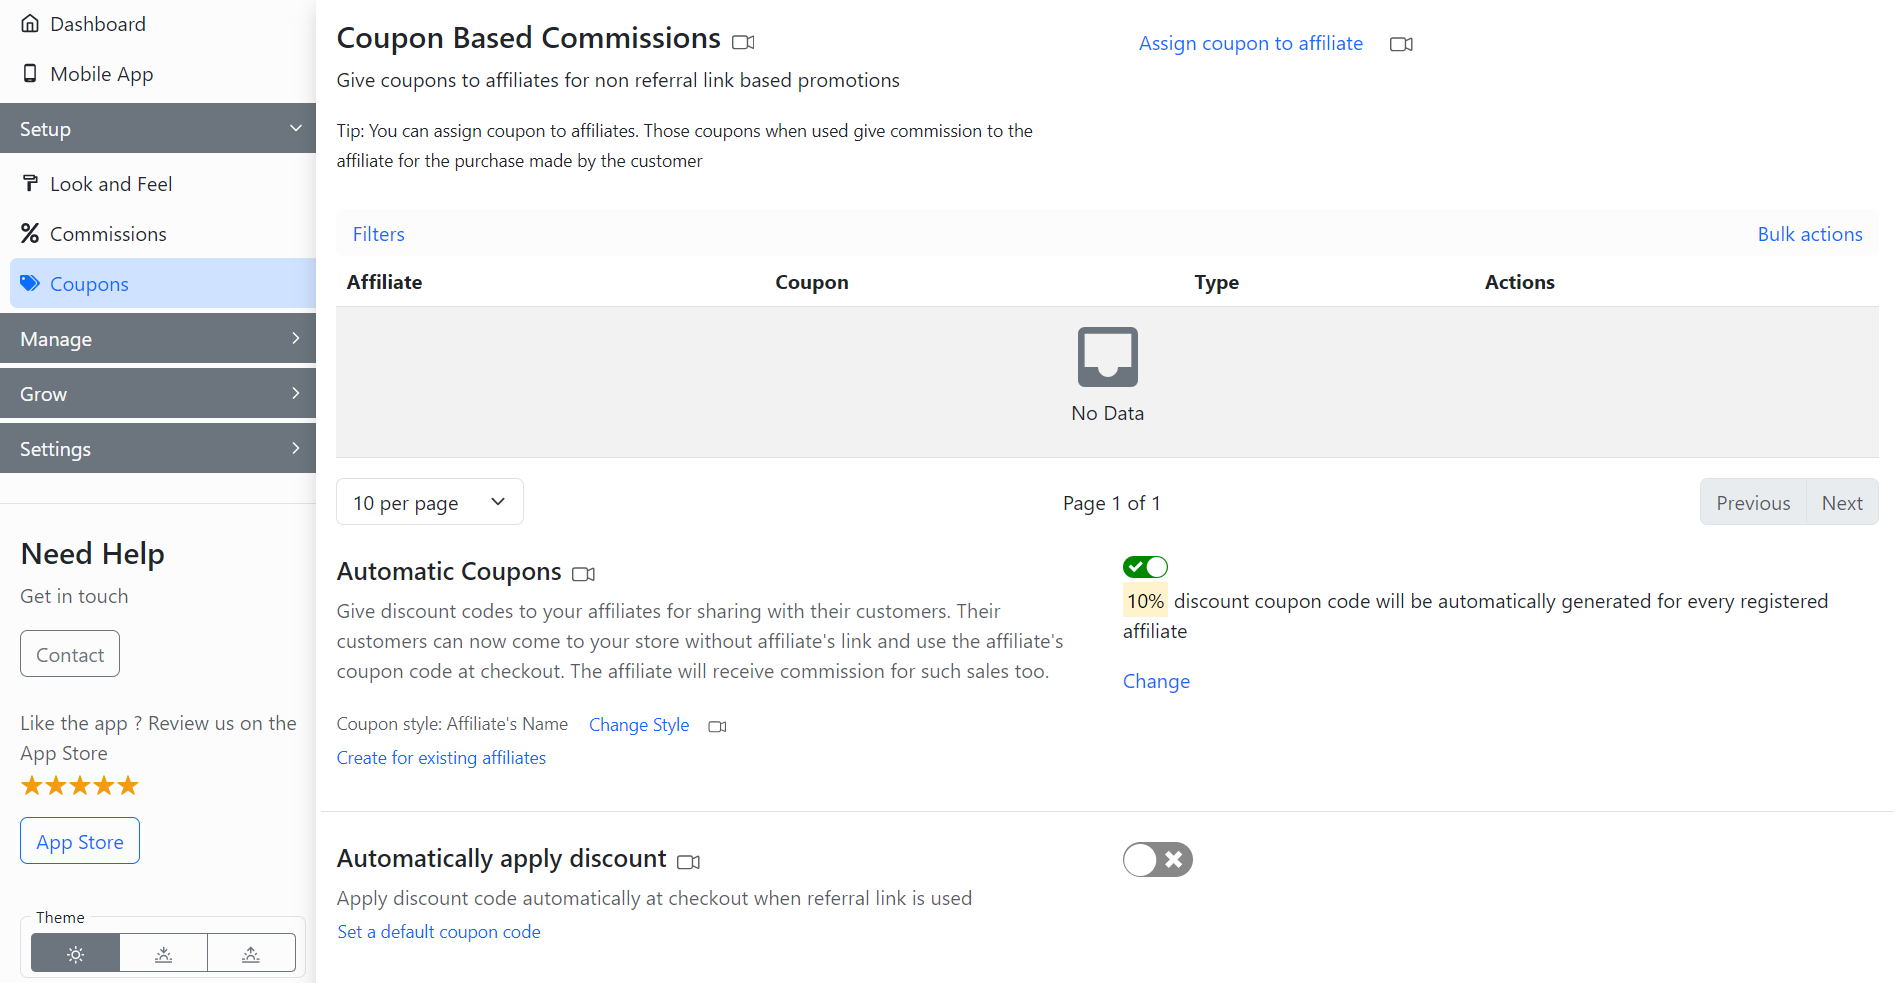 Dashboard
Mobile App
Setup
Look and Feel
Commissions
Coupons
Manage
Grow
Settings
Need Help
Get in touch
Contact
Like the app ? Review us on the
App Store
App Store
Theme
Coupon Based Commissions
Assign coupon to affiliate
Give coupons to affiliates for non referral link based promotions
Tip: You can assign coupon to affiliates. Those coupons when used give commission to the
affiliate for the purchase made by the customer
Filters
Bulk actions
Affiliate
Coupon
Type
Actions
No Data
10 per page
Page 1 of 1
Previous
Next
Automatic Coupons
Give discount codes to your affiliates for sharing with their customers. Their
customers can now come to your store without affiliate's link and use the affiliate's
coupon code at checkout. The affiliate will receive commission for such sales too.
Coupon style: Affiliate's Name
Change Style
Create for existing affiliates
10% discount coupon code will be automatically generated for every registered
affiliate
Change
Automatically apply discount
Apply discount code automatically at checkout when referral link is used
Set a default coupon code